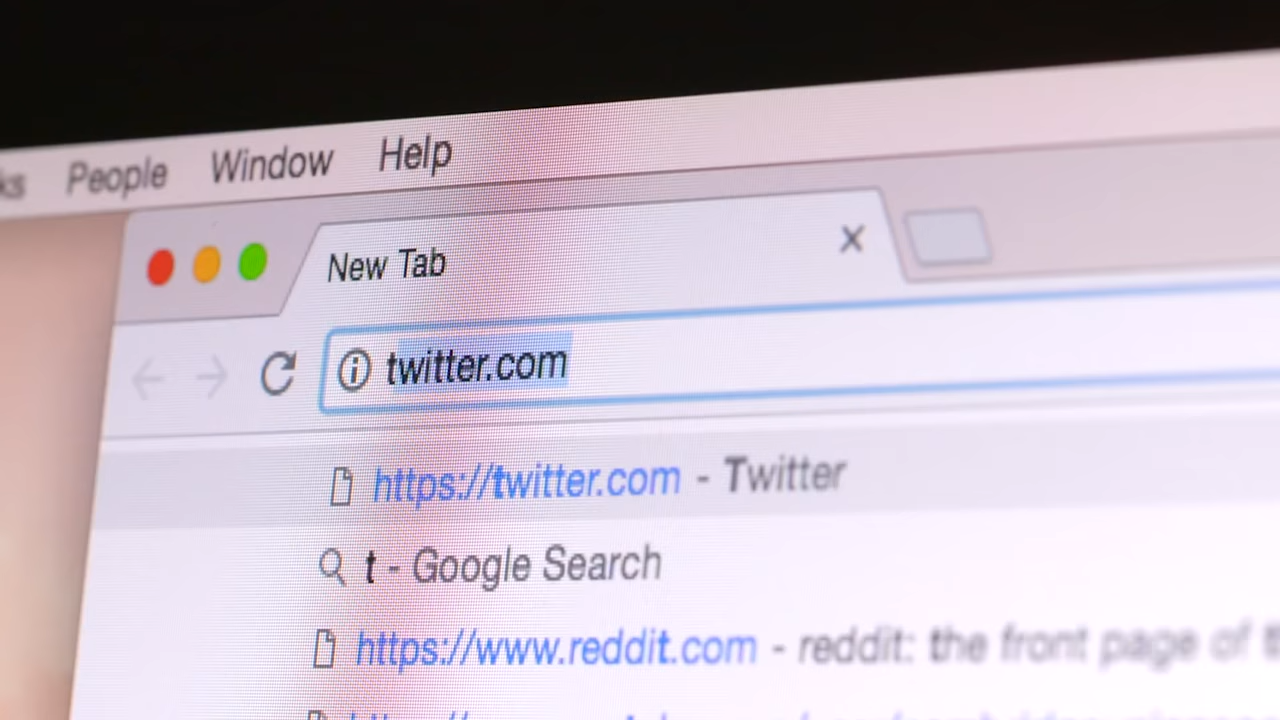 People Window Help
New Tab
twitter.com
https://twitter.com - Twitter
t - Google Search
https://www.reddit.com - reddit: the front page of